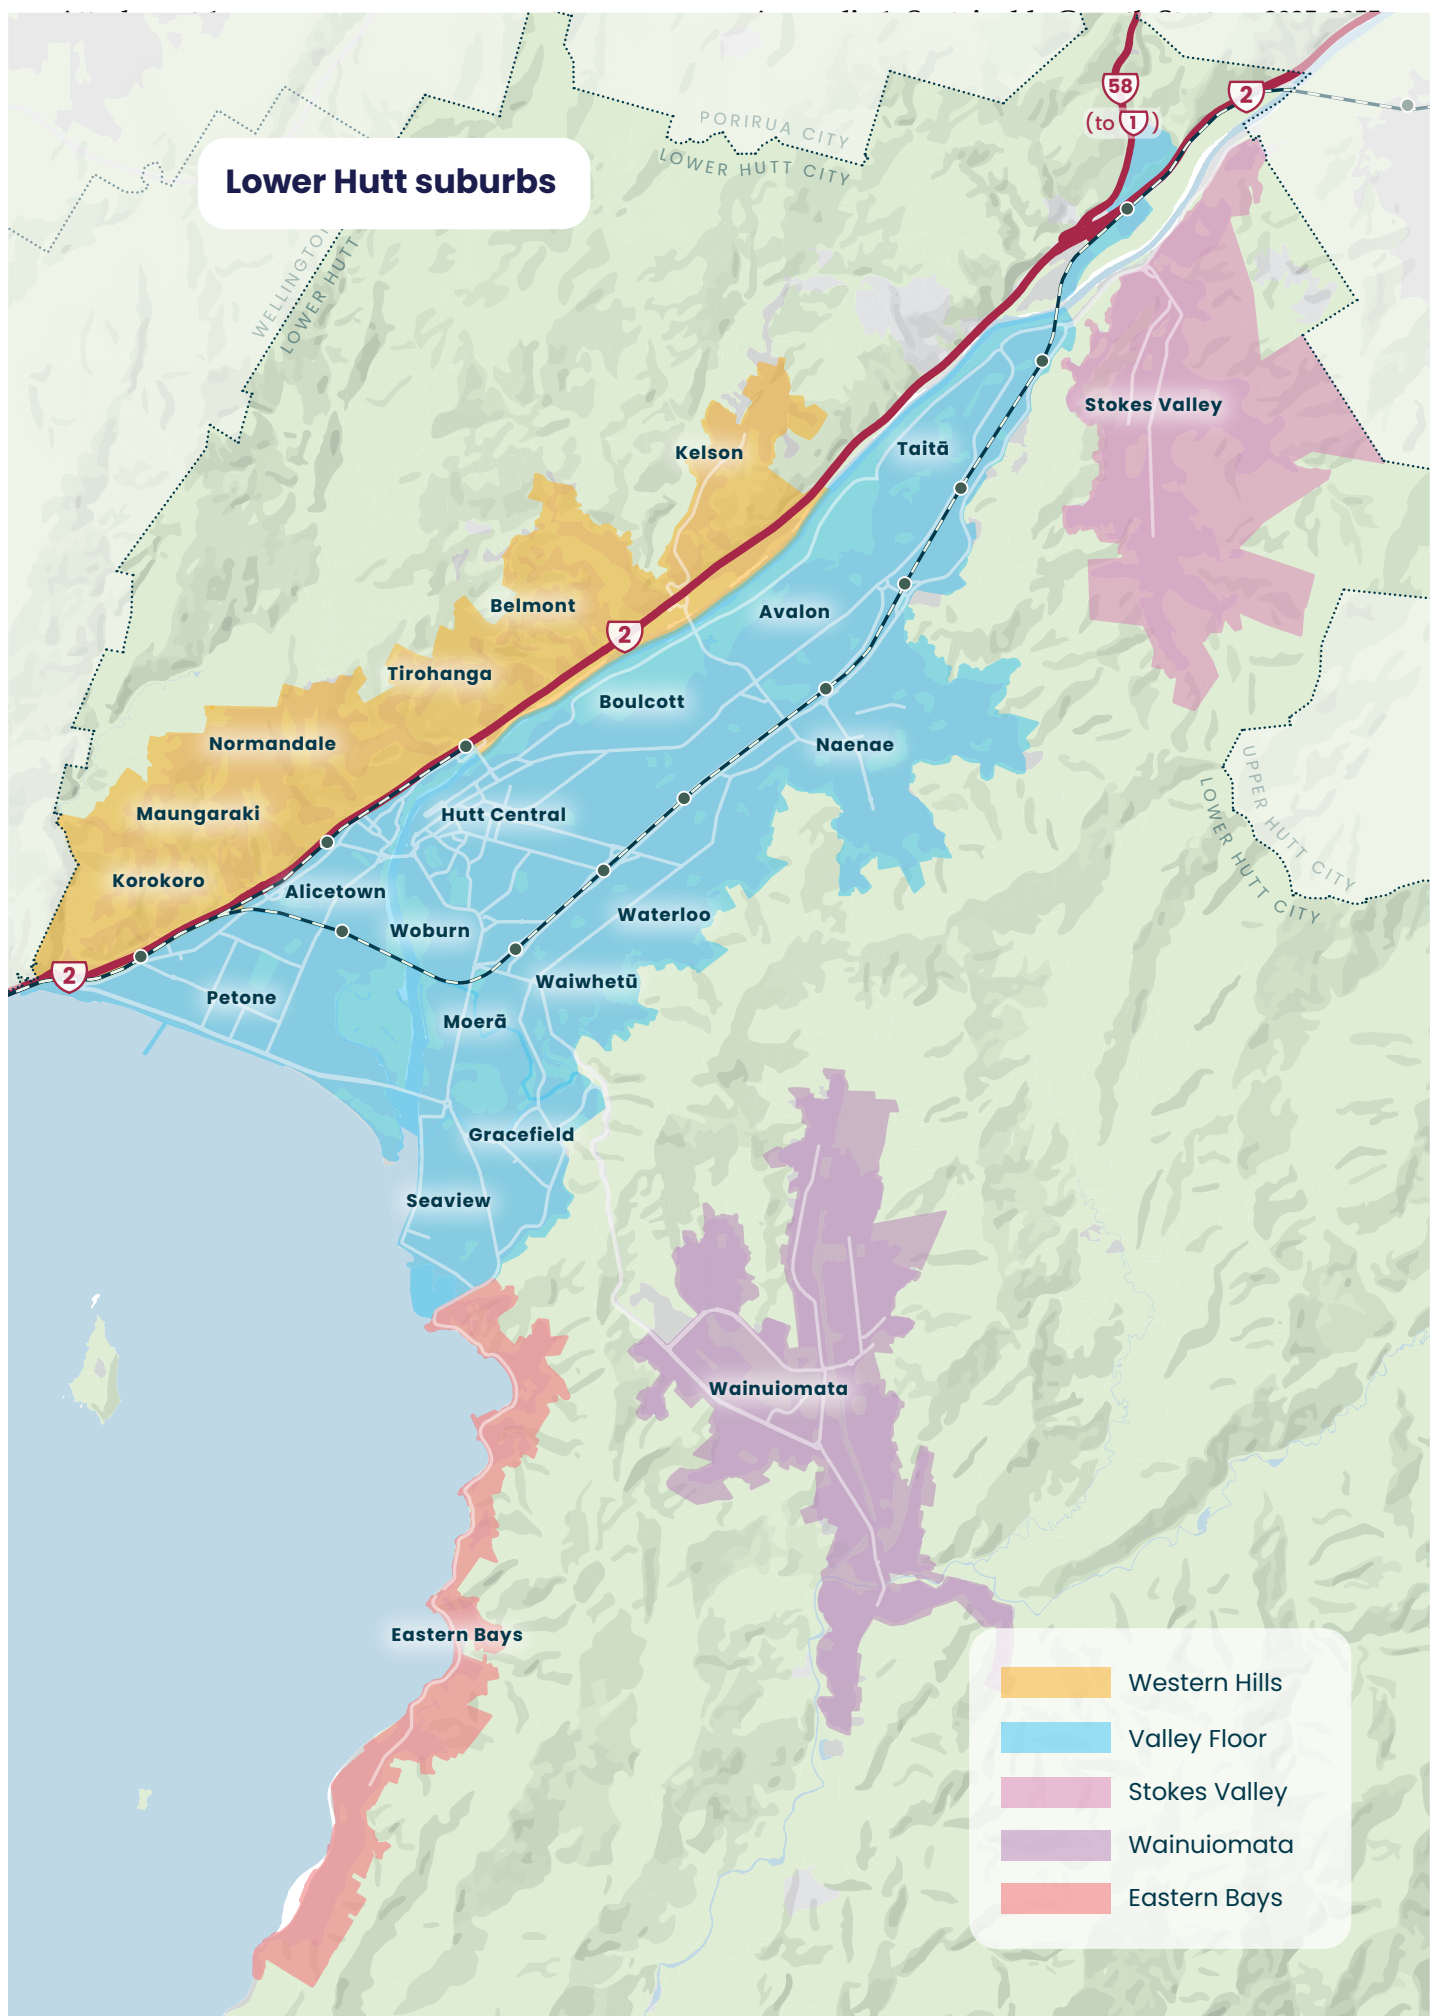 58
2
(to 1)
PORIRUA CITY
LOWER HUTT CITY
Lower Hutt suburbs
LOWER HUTT
Stokes Valley
Taitā
Kelson
Belmont
Avalon
2
Tirohanga
Boulcott
Normandale
Naenae
UPPER HUTT CITY
LOWER HUTT CITY
Maungaraki
Hutt Central
Korokoro
Alicetown
Waterloo
Woburn
2
Waiwhetū
Petone
Moerā
Gracefield
Seaview
Wainuiomata
Eastern Bays
Western Hills
Valley Floor
Stokes Valley
Wainuiomata
Eastern Bays